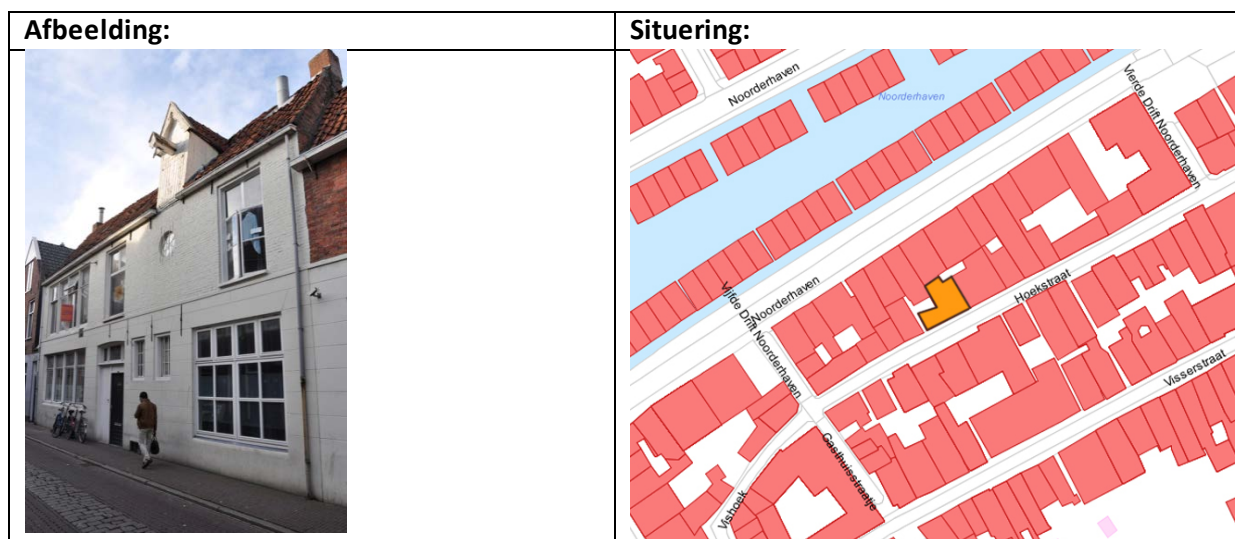 Afbeelding:
Situering:
Noorderhaven
Noorderhaven
Vierde Drift Noorderhaven
Noorderhaven
Vijfde Drift Noorderhaven
Hoekstraat
Visserstraat
Gasthuisstraatje
Vishoek